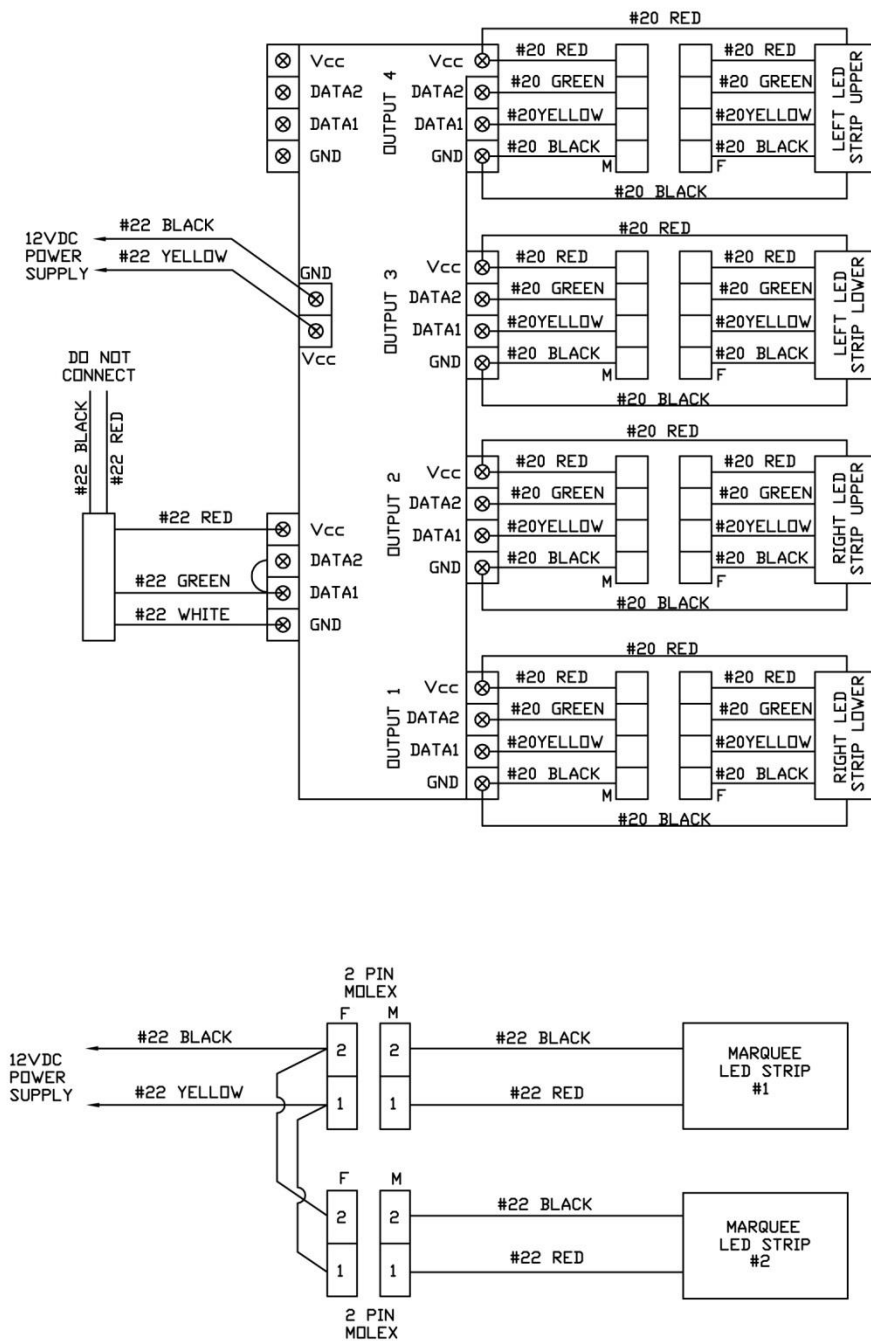 #20 RED
Vcc
DATA2
DATA1
GND
OUTPUT 4
Vcc
DATA2
DATA1
GND
#20 RED
#20 GREEN
#20YELLOW
#20 BLACK
M
F
#20 RED
#20 GREEN
#20YELLOW
#20 BLACK
LEFT LED
STRIP UPPER
#20 BLACK
12VDC
POWER
SUPPLY
#22 BLACK
#22 YELLOW
GND
Vcc
#20 RED
OUTPUT 3
Vcc
DATA2
DATA1
GND
#20 RED
#20 GREEN
#20YELLOW
#20 BLACK
M
F
#20 RED
#20 GREEN
#20YELLOW
#20 BLACK
LEFT LED
STRIP LOWER
#20 BLACK
DO NOT
CONNECT
#22 BLACK
#22 RED
#22 RED
#22 GREEN
#22 WHITE
Vcc
DATA2
DATA1
GND
#20 RED
OUTPUT 2
Vcc
DATA2
DATA1
GND
#20 RED
#20 GREEN
#20YELLOW
#20 BLACK
M
F
#20 RED
#20 GREEN
#20YELLOW
#20 BLACK
RIGHT LED
STRIP UPPER
#20 BLACK
#20 RED
OUTPUT 1
Vcc
DATA2
DATA1
GND
#20 RED
#20 GREEN
#20YELLOW
#20 BLACK
M
F
#20 RED
#20 GREEN
#20YELLOW
#20 BLACK
RIGHT LED
STRIP LOWER
#20 BLACK
2 PIN
MOLEX
F
M
12VDC
POWER
SUPPLY
#22 BLACK
#22 YELLOW
2
1
2
1
#22 BLACK
#22 RED
MARQUEE
LED STRIP
#1
F
M
2
1
2
1
#22 BLACK
#22 RED
MARQUEE
LED STRIP
#2
2 PIN
MOLEX